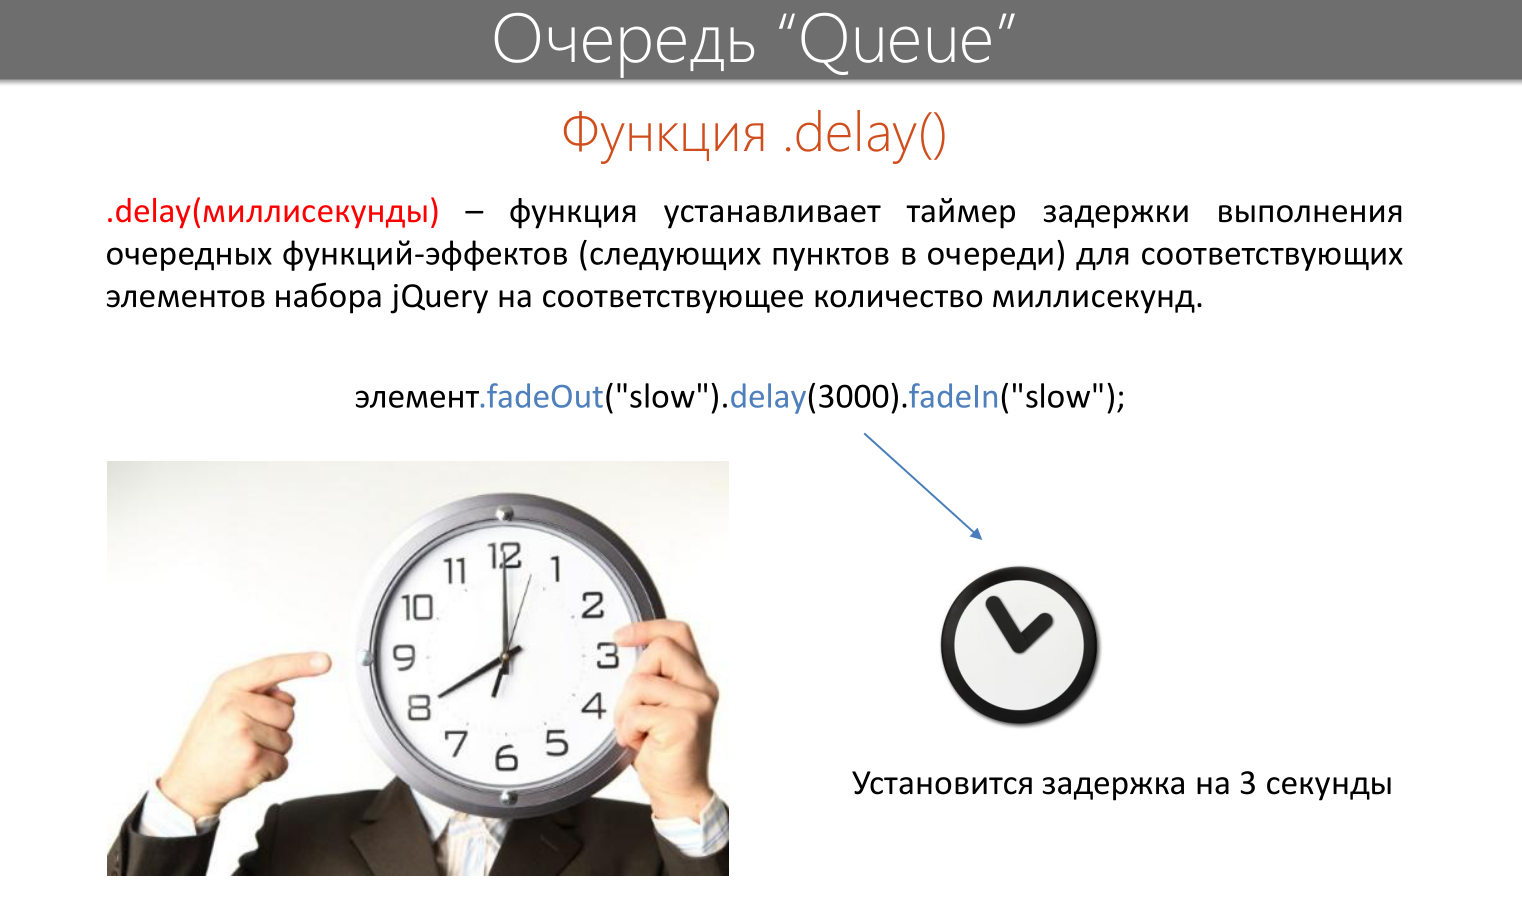 Очередь “Queue”
Функция .delay()
.delay(миллисекунды) – функция устанавливает таймер задержки выполнения
очередных функций-эффектов (следующих пунктов в очереди) для соответствующих
элементов набора jQuery на соответствующее количество миллисекунд.
элемент.fadeOut("slow").delay(3000).fadeIn("slow");
12
11 1
10 2
9 3
8 4
7 5
6
Установится задержка на 3 секунды